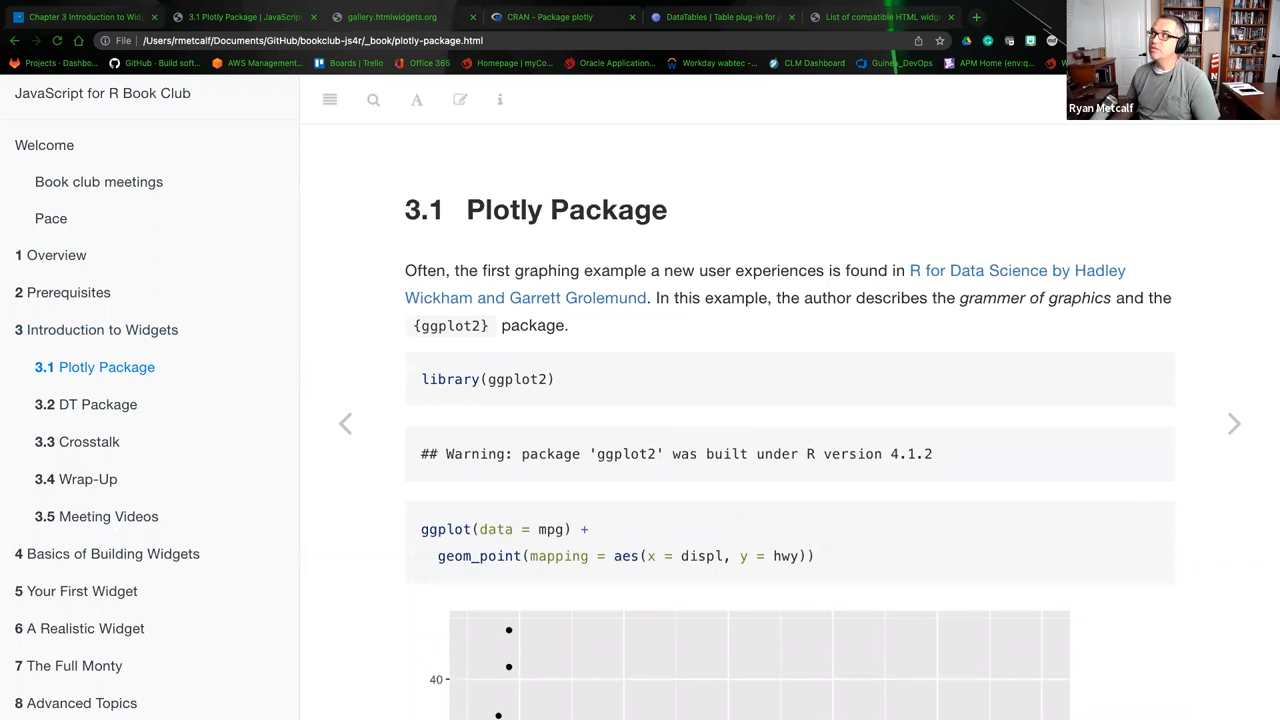 Chapter 3 Introduction to Wid
3.1 Plotly Package | JavaScrip
gallery.htmlwidgets.org
CRAN - Package plotly
DataTables | Table plug-in for j
List of compatible HTML widg
File | /Users/rmetcalf/Documents/GitHub/bookclub-js4r/_book/plotly-package.html
Projects - Dashbo...
GitHub - Build soft...
AWS Management...
Boards | Trello
Office 365
Homepage | myCo...
Oracle Application...
Workday wabtec -...
CLM Dashboard
Guinea_DevOps
APM Home (env:q...
Ryan Metcalf
JavaScript for R Book Club
Welcome
Book club meetings
Pace
1 Overview
2 Prerequisites
3 Introduction to Widgets
3.1 Plotly Package
3.2 DT Package
3.3 Crosstalk
3.4 Wrap-Up
3.5 Meeting Videos
4 Basics of Building Widgets
5 Your First Widget
6 A Realistic Widget
7 The Full Monty
8 Advanced Topics
3.1 Plotly Package
Often, the first graphing example a new user experiences is found in R for Data Science by Hadley
Wickham and Garrett Grolemund. In this example, the author describes the grammer of graphics and the
{ggplot2} package.
library(ggplot2)
## Warning: package 'ggplot2' was built under R version 4.1.2
ggplot(data = mpg) +
geom_point(mapping = aes(x = displ, y = hwy))
40